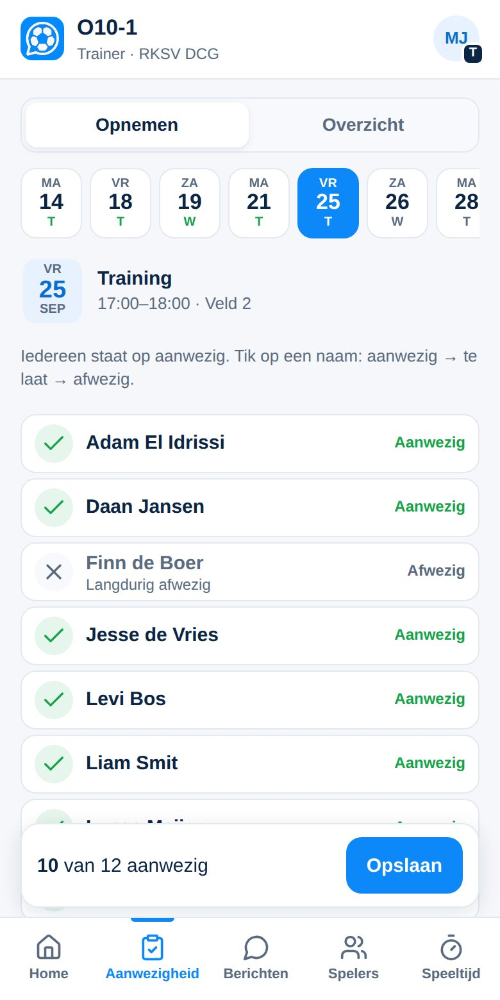 O10-1
Trainer · RKSV DCG
MJ
T
Opnemen
Overzicht
MA
14
T
VR
18
T
ZA
19
W
MA
21
T
VR
25
T
ZA
26
W
MA
28
T
VR
25
SEP
Training
17:00–18:00 · Veld 2
Iedereen staat op aanwezig. Tik op een naam: aanwezig → te
laat → afwezig.
Adam El Idrissi
Aanwezig
Daan Jansen
Aanwezig
Finn de Boer
Langdurig afwezig
Afwezig
Jesse de Vries
Aanwezig
Levi Bos
Aanwezig
Liam Smit
Aanwezig
10 van 12 aanwezig
Opslaan
Home
Aanwezigheid
Berichten
Spelers
Speeltijd